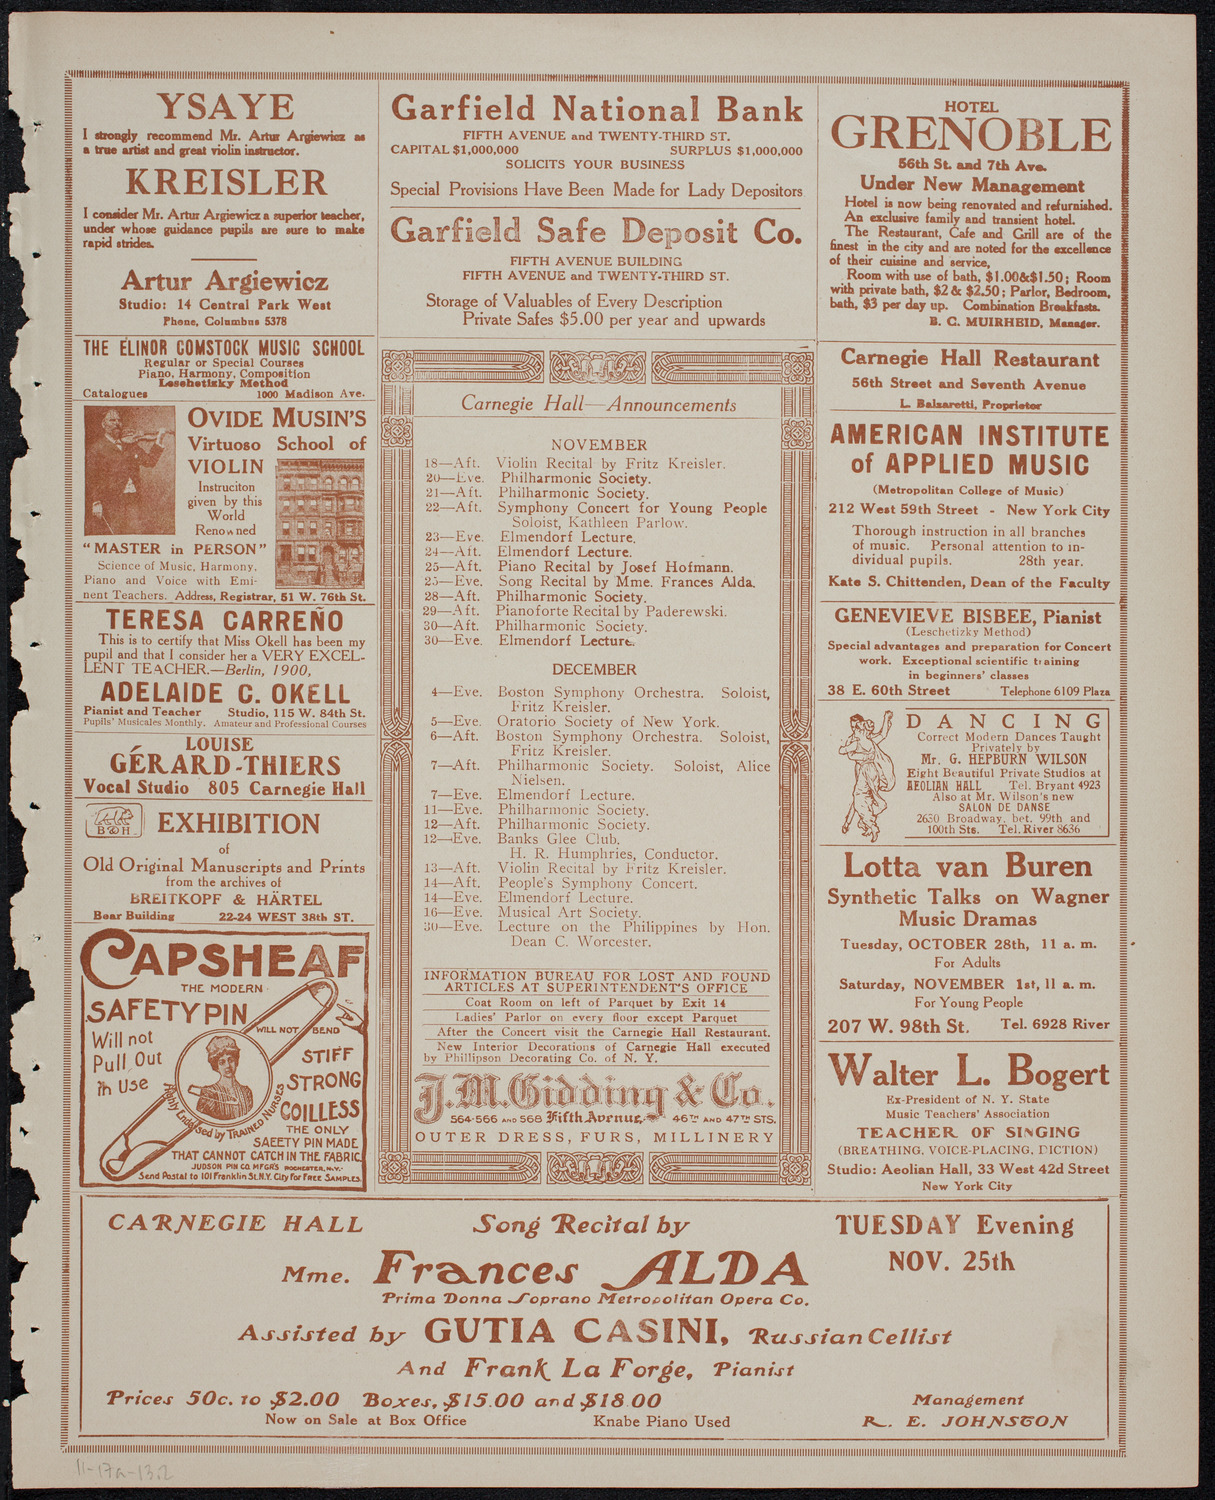 YSAYE
I strongly recommend Mr. Artur Argiewicz as
a true artist and great violin instructor.
KREISLER
I consider Mr. Artur Argiewicz a superior teacher,
under whose guidance pupils are sure to make
rapid strides.
Artur Argiewicz
Studio: 14 Central Park West
Phone, Columbus 5378
THE ELINOR COMSTOCK MUSIC SCHOOL
Regular or Special Courses
Piano, Harmony, Composition
Leschetizky Method
Catalogues 1000 Madison Ave.
OVIDE MUSIN'S
Virtuoso School of
VIOLIN
Instruciton
given by this
World
Renowned
"MASTER in PERSON"
Science of Music, Harmony,
Piano and Voice with Emi-
nent Teachers. Address, Registrar, 51 W. 76th St.
TERESA CARREÑO
This is to certify that Miss Okell has been my
pupil and that I consider her a VERY EXCEL-
LENT TEACHER.—Berlin, 1900,
ADELAIDE C. OKELL
Pianist and Teacher Studio, 115 W. 84th St.
Pupils' Musicales Monthly. Amateur and Professional Courses
LOUISE
GÉRARD-THIERS
Vocal Studio 805 Carnegie Hall
B&H
EXHIBITION
of
Old Original Manuscripts and Prints
from the archives of
BREITKOPF & HÄRTEL
Bear Building 22-24 WEST 38th ST.
CAPSHEAF
THE MODERN
SAFETY PIN
Will not
Pull Out
in Use
WILL NOT BEND
STIFF
STRONG
COILLESS
Highly Endorsed by TRAINED NURSES
THE ONLY
SAEETY PIN MADE
THAT CANNOT CATCH IN THE FABRIC
JUDSON PIN CO. MFGR'S ROCHESTER, N.Y.
Send Postal to 101 Franklin St. N.Y. City For FREE SAMPLES.
Garfield National Bank
FIFTH AVENUE and TWENTY-THIRD ST.
CAPITAL $1,000,000 SURPLUS $1,000,000
SOLICITS YOUR BUSINESS
Special Provisions Have Been Made for Lady Depositors
Garfield Safe Deposit Co.
FIFTH AVENUE BUILDING
FIFTH AVENUE and TWENTY-THIRD ST.
Storage of Valuables of Every Description
Private Safes $5.00 per year and upwards
Carnegie Hall—Announcements
NOVEMBER
18—Aft. Violin Recital by Fritz Kreisler.
20—Eve. Philharmonic Society.
21—Aft. Philharmonic Society.
22—Aft. Symphony Concert for Young People
Soloist, Kathleen Parlow.
23—Eve. Elmendorf Lecture.
24—Aft. Elmendorf Lecture.
25—Aft. Piano Recital by Josef Hofmann.
25—Eve. Song Recital by Mme. Frances Alda.
28—Aft. Philharmonic Society.
29—Aft. Pianoforte Recital by Paderewski.
30—Aft. Philharmonic Society.
30—Eve. Elmendorf Lecture.
DECEMBER
4—Eve. Boston Symphony Orchestra. Soloist,
Fritz Kreisler.
5—Eve. Oratorio Society of New York.
6—Aft. Boston Symphony Orchestra. Soloist,
Fritz Kreisler.
7—Aft. Philharmonic Society. Soloist, Alice
Nielsen.
7—Eve. Elmendorf Lecture.
11—Eve. Philharmonic Society.
12—Aft. Philharmonic Society.
12—Eve. Banks Glee Club,
H. R. Humphries, Conductor.
13—Aft. Violin Recital by Fritz Kreisler.
14—Aft. People's Symphony Concert.
14—Eve. Elmendorf Lecture.
16—Eve. Musical Art Society.
30—Eve. Lecture on the Philippines by Hon.
Dean C. Worcester.
INFORMATION BUREAU FOR LOST AND FOUND
ARTICLES AT SUPERINTENDENT'S OFFICE
Coat Room on left of Parquet by Exit 14
Ladies' Parlor on every floor except Parquet
After the Concert visit the Carnegie Hall Restaurant.
New Interior Decorations of Carnegie Hall executed
by Phillipson Decorating Co. of N. Y.
J.M. Gidding & Co.
564-566 AND 568 Fifth Avenue 46TH AND 47TH STS.
OUTER DRESS, FURS, MILLINERY
HOTEL
GRENOBLE
56th St. and 7th Ave.
Under New Management
Hotel is now being renovated and refurnished.
An exclusive family and transient hotel.
The Restaurant, Cafe and Grill are of the
finest in the city and are noted for the excellence
of their cuisine and service,
Room with use of bath, $1.00&$1.50; Room
with private bath, $2 & $2.50; Parlor, Bedroom,
bath, $3 per day up. Combination Breakfasts.
B. C. MUIRHEID, Manager.
Carnegie Hall Restaurant
56th Street and Seventh Avenue
L. Balzarotti, Proprietor
AMERICAN INSTITUTE
of APPLIED MUSIC
(Metropolitan College of Music)
212 West 59th Street - New York City
Thorough instruction in all branches
of music. Personal attention to in-
dividual pupils. 28th year.
Kate S. Chittenden, Dean of the Faculty
GENEVIEVE BISBEE, Pianist
(Leschetizky Method)
Special advantages and preparation for Concert
work. Exceptional scientific training
in beginners' classes
38 E. 60th Street Telephone 6109 Plaza
DANCING
Correct Modern Dances Taught
Privately by
Mr. G. HEPBURN WILSON
Eight Beautiful Private Studios at
AEOLIAN HALL Tel. Bryant 4923
Also at Mr. Wilson's new
SALON DE DANSE
2630 Broadway, bet. 99th and
100th Sts. Tel. River 8636
Lotta van Buren
Synthetic Talks on Wagner
Music Dramas
Tuesday, OCTOBER 28th, 11 a. m.
For Adults
Saturday, NOVEMBER 1st, 11 a. m.
For Young People
207 W. 98th St. Tel. 6928 River
Walter L. Bogert
Ex-President of N. Y. State
Music Teachers' Association
TEACHER OF SINGING
(BREATHING, VOICE-PLACING, DICTION)
Studio: Aeolian Hall, 33 West 42d Street
New York City
CARNEGIE HALL Song Recital by TUESDAY Evening
NOV. 25th
Mme. Frances ALDA
Prima Donna Soprano Metropolitan Opera Co.
Assisted by GUTIA CASINI, Russian Cellist
And Frank La Forge, Pianist
Prices 50c. to $2.00 Boxes, $15.00 and $18.00 Management
Now on Sale at Box Office Knabe Piano Used R. E. JOHNSTON
11-17a-13.2